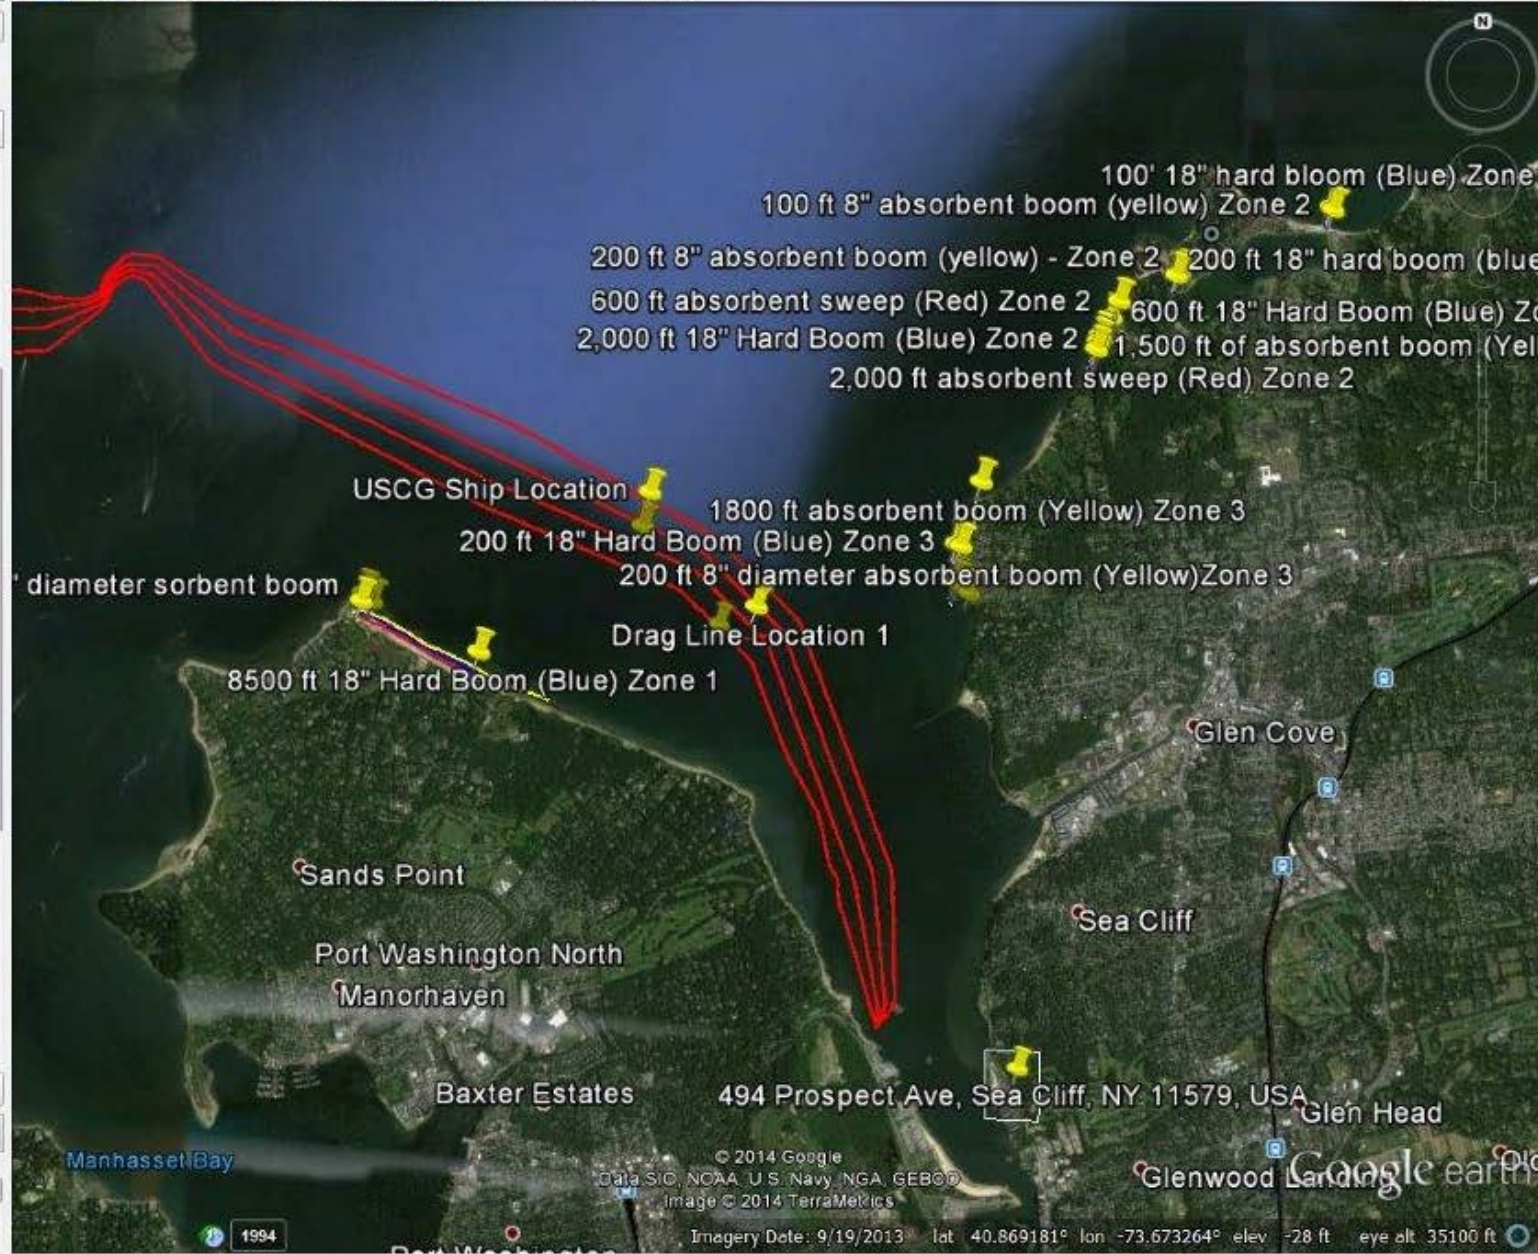 N
100' 18" hard bloom (Blue) Zone
100 ft 8" absorbent boom (yellow) Zone 2
200 ft 8" absorbent boom (yellow) - Zone 2
200 ft 18" hard boom (blue
600 ft absorbent sweep (Red) Zone 2
600 ft 18" Hard Boom (Blue)
2,000 ft 18" Hard Boom (Blue) Zone 2
1,500 ft of absorbent boom
2,000 ft absorbent sweep (Red) Zone 2
USCG Ship Location
1800 ft absorbent boom (Yellow) Zone 3
200 ft 18" Hard Boom (Blue) Zone 3
200 ft 8" diameter absorbent boom (Yellow)Zone 3
' diameter sorbent boom
Drag Line Location 1
8500 ft 18" Hard Boom (Blue) Zone 1
Glen Cove
Sands Point
Sea Cliff
Port Washington North
Manorhaven
Baxter Estates
494 Prospect Ave, Sea Cliff, NY 11579, USA
Glen Head
Manhasset Bay
© 2014 Google
Data SIO, NOAA, U.S. Navy, NGA, GEBCO
Image © 2014 TerraMetrics
Glenwood Landing
Google earth
1994
Imagery Date: 9/19/2013 lat 40.869181° lon -73.673264° elev -28 ft eye alt 35100 ft
Port Washington